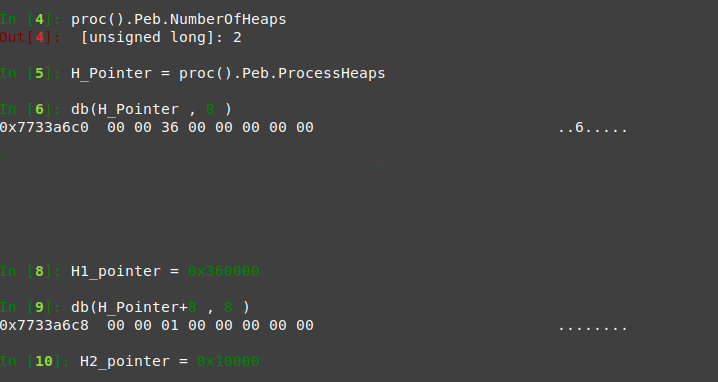 In [4]: proc().Peb.NumberOfHeaps
Out[4]:  [unsigned long]: 2
In [5]: H_Pointer = proc().Peb.ProcessHeaps
In [6]: db(H_Pointer , 8 )
0x7733a6c0  00 00 36 00 00 00 00 00                           ..6.....
In [8]: H1_pointer = 0x360000
In [9]: db(H_Pointer+8 , 8 )
0x7733a6c8  00 00 01 00 00 00 00 00                           ........
In [10]: H2_pointer = 0x10000